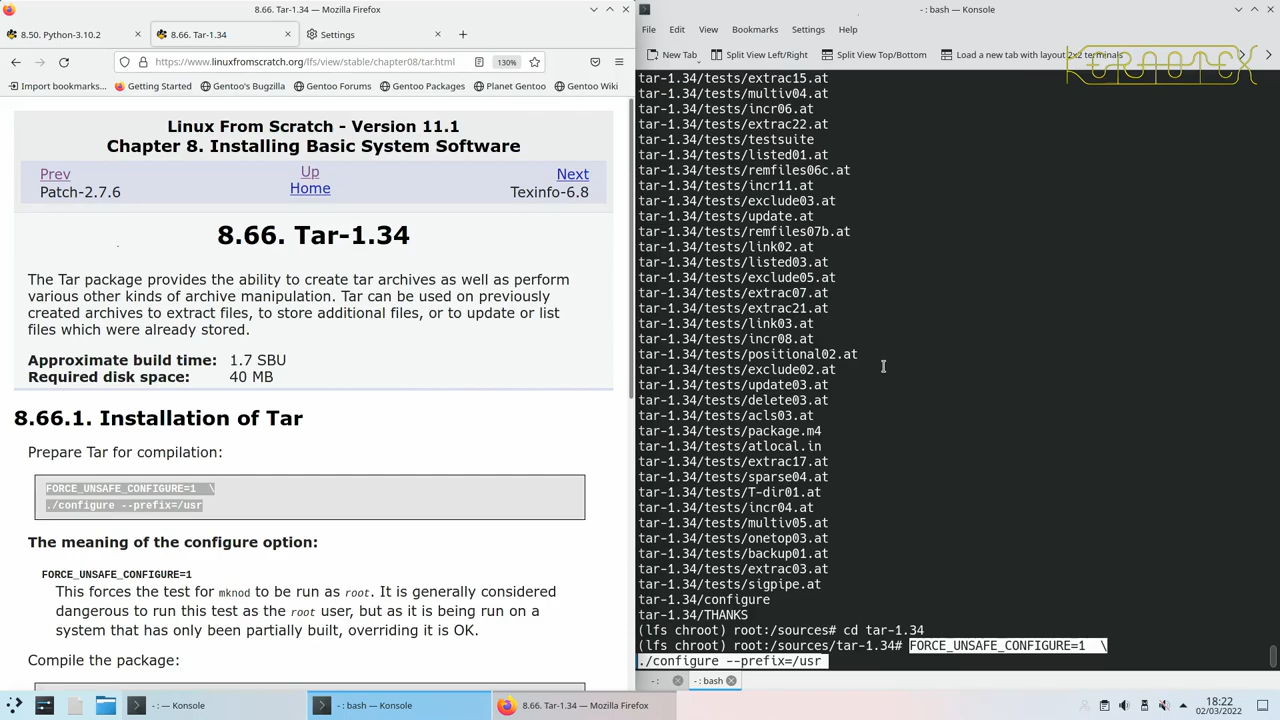 8.66. Tar-1.34 — Mozilla Firefox
8.50. Python-3.10.2
8.66. Tar-1.34
Settings
https://www.linuxfromscratch.org/lfs/view/stable/chapter08/tar.html
130%
Import bookmarks...
Getting Started
Gentoo's Bugzilla
Gentoo Forums
Gentoo Packages
Planet Gentoo
Gentoo Wiki
Linux From Scratch - Version 11.1
Chapter 8. Installing Basic System Software
Prev
Up
Next
Patch-2.7.6
Home
Texinfo-6.8
8.66. Tar-1.34
The Tar package provides the ability to create tar archives as well as perform
various other kinds of archive manipulation. Tar can be used on previously
created archives to extract files, to store additional files, or to update or list
files which were already stored.
Approximate build time: 1.7 SBU
Required disk space: 40 MB
8.66.1. Installation of Tar
Prepare Tar for compilation:
FORCE_UNSAFE_CONFIGURE=1 \
./configure --prefix=/usr
The meaning of the configure option:
FORCE_UNSAFE_CONFIGURE=1
This forces the test for mknod to be run as root. It is generally considered
dangerous to run this test as the root user, but as it is being run on a
system that has only been partially built, overriding it is OK.
Compile the package:
- : bash — Konsole
File Edit View Bookmarks Settings Help
New Tab
Split View Left/Right
Split View Top/Bottom
Load a new tab with layout 2x2 terminals
KERNOTEX
tar-1.34/tests/extrac15.at
tar-1.34/tests/multiv04.at
tar-1.34/tests/incr06.at
tar-1.34/tests/extrac22.at
tar-1.34/tests/testsuite
tar-1.34/tests/listed01.at
tar-1.34/tests/remfiles06c.at
tar-1.34/tests/incr11.at
tar-1.34/tests/exclude03.at
tar-1.34/tests/update.at
tar-1.34/tests/remfiles07b.at
tar-1.34/tests/link02.at
tar-1.34/tests/listed03.at
tar-1.34/tests/exclude05.at
tar-1.34/tests/extrac07.at
tar-1.34/tests/extrac21.at
tar-1.34/tests/link03.at
tar-1.34/tests/incr08.at
tar-1.34/tests/positional02.at
tar-1.34/tests/exclude02.at
tar-1.34/tests/update03.at
tar-1.34/tests/delete03.at
tar-1.34/tests/acls03.at
tar-1.34/tests/package.m4
tar-1.34/tests/atlocal.in
tar-1.34/tests/extrac17.at
tar-1.34/tests/sparse04.at
tar-1.34/tests/T-dir01.at
tar-1.34/tests/incr04.at
tar-1.34/tests/multiv05.at
tar-1.34/tests/onetop03.at
tar-1.34/tests/backup01.at
tar-1.34/tests/extrac03.at
tar-1.34/tests/sigpipe.at
tar-1.34/configure
tar-1.34/THANKS
(lfs chroot) root:/sources# cd tar-1.34
(lfs chroot) root:/sources/tar-1.34# FORCE_UNSAFE_CONFIGURE=1 \
./configure --prefix=/usr
- :
- : bash
- : — Konsole
- : bash — Konsole
8.66. Tar-1.34 — Mozilla Firefox
18:22
02/03/2022